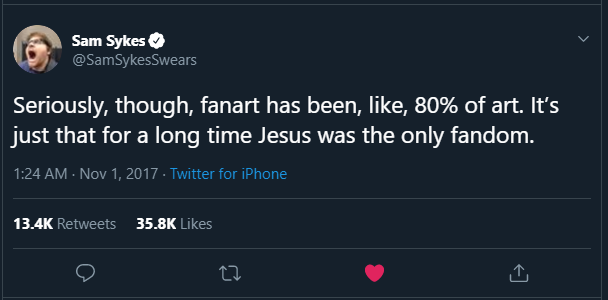 Sam Sykes
@SamSykesSwears
Seriously, though, fanart has been, like, 80% of art. It’s
just that for a long time Jesus was the only fandom.
1:24 AM · Nov 1, 2017 · Twitter for iPhone
13.4K Retweets 35.8K Likes